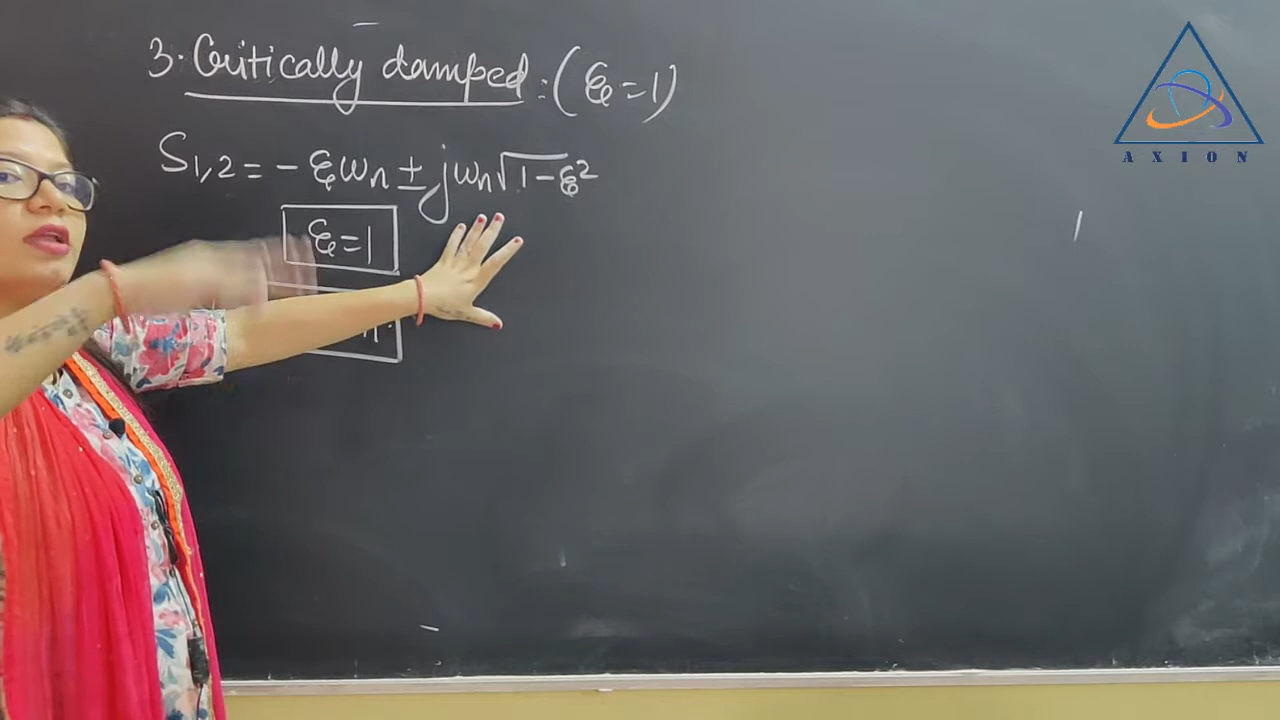 3. Critically damped :- (ξ = 1)
S1,2 = - ξωn ± jωn√1-ξ²
ξ = 1
AXION